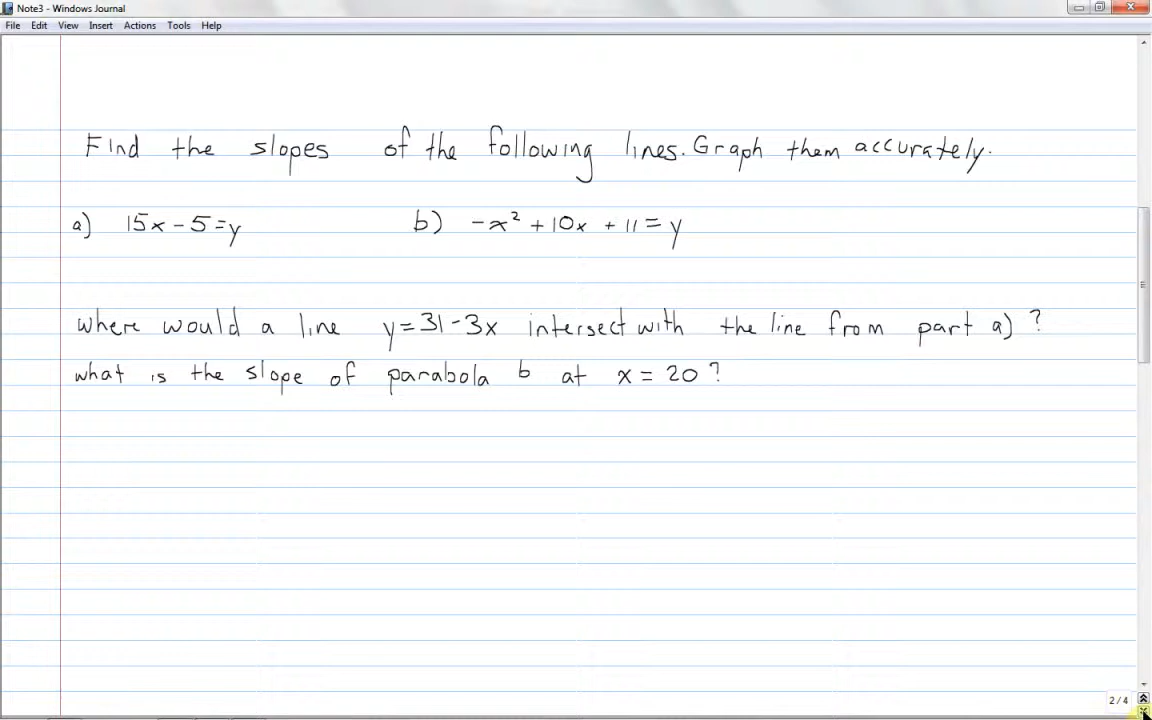 Note3 - Windows Journal
File Edit View Insert Actions Tools Help
Find the slopes of the following lines. Graph them accurately.
a) 15x - 5 = y b) -x² + 10x + 11 = y
where would a line y = 31 - 3x intersect with the line from part a) ?
what is the slope of parabola b at x = 20 ?
2 / 4